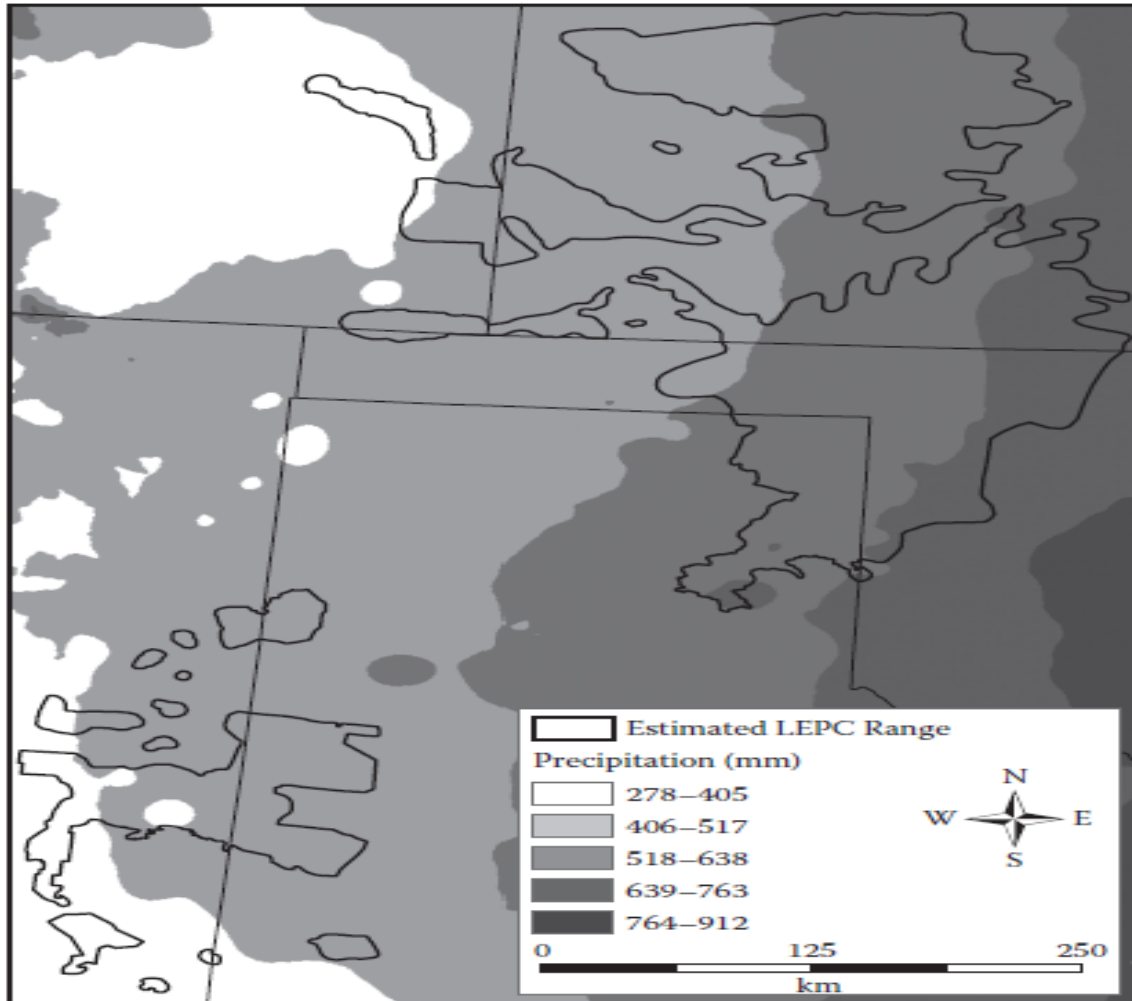 Estimated LEPC Range
Precipitation (mm)
278–405
406–517
518–638
639–763
764–912
N
W E
S
0 125 250
km